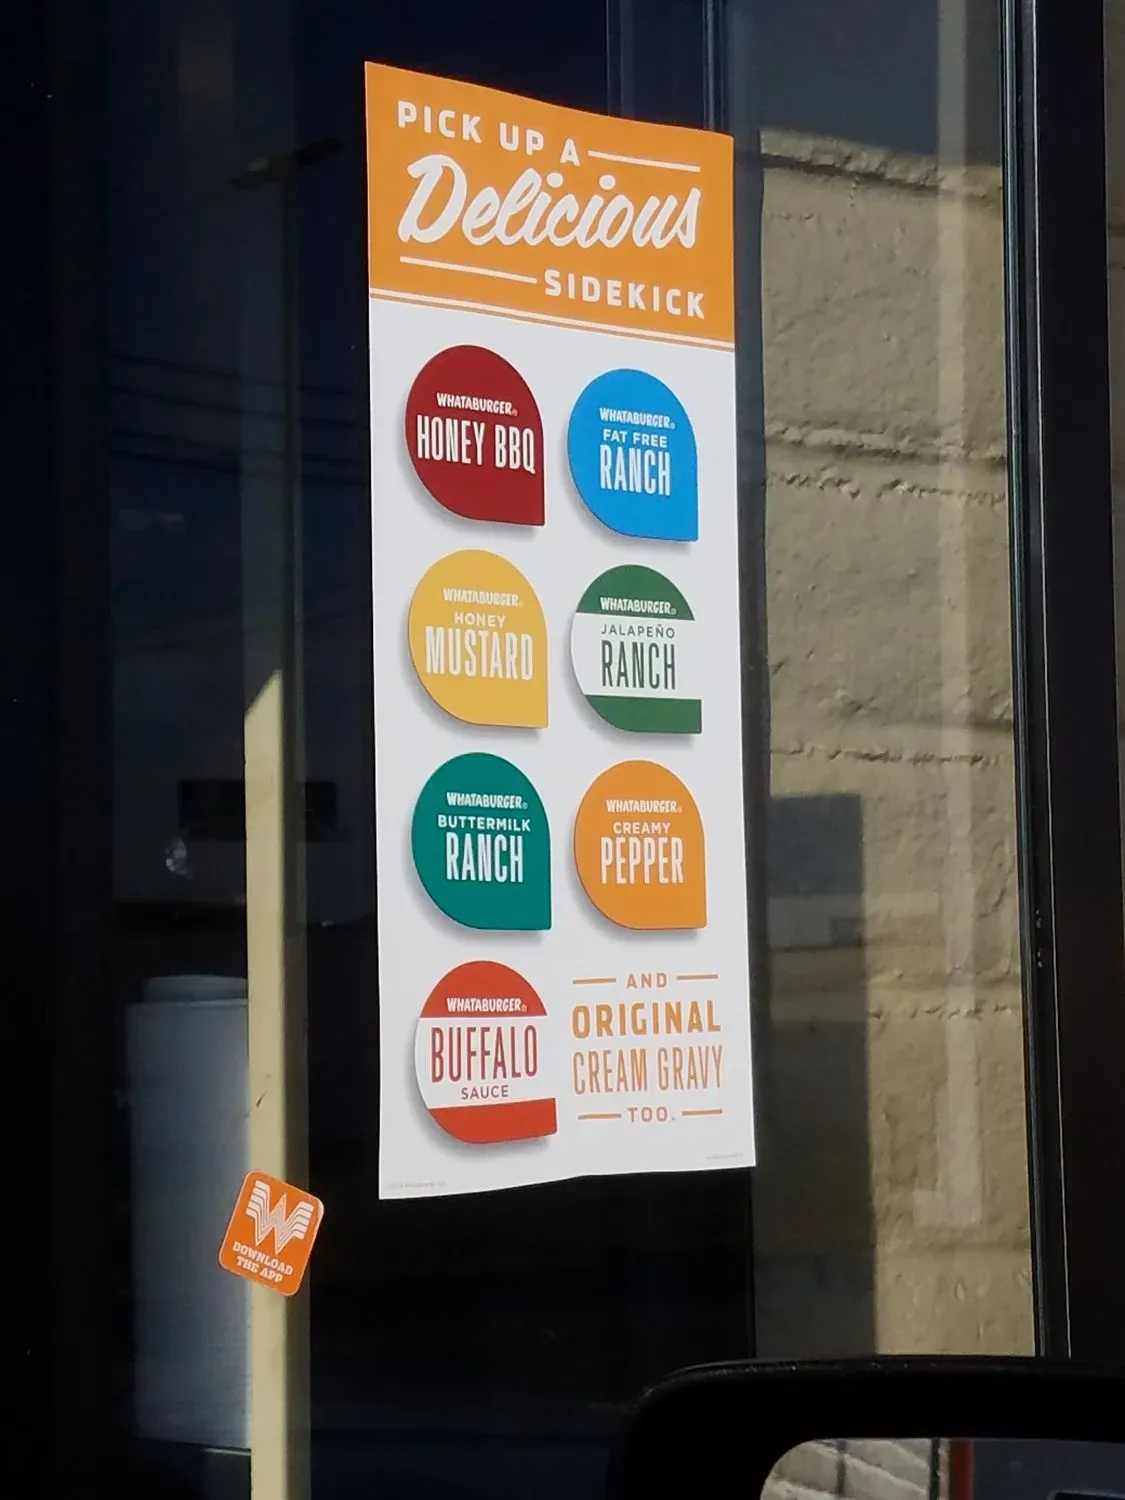 PICK UP A
Delicious
SIDEKICK
WHATABURGER®
HONEY BBQ
WHATABURGER®
FAT FREE
RANCH
WHATABURGER®
HONEY
MUSTARD
WHATABURGER®
JALAPEÑO
RANCH
WHATABURGER®
BUTTERMILK
RANCH
WHATABURGER®
CREAMY
PEPPER
WHATABURGER®
BUFFALO
SAUCE
AND
ORIGINAL
CREAM GRAVY
TOO.
W
DOWNLOAD
THE APP